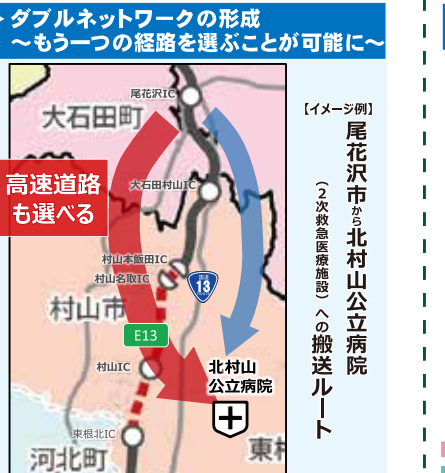 ダブルネットワークの形成
～もう一つの経路を選ぶことが可能に～
尾花沢IC
大石田町
高速道路
も選べる
大石田村山IC
村山本飯田IC
村山名取IC
国道
13
村山市
E13
村山IC
北村山
公立病院
東根北IC
河北町
【イメージ例】
尾花沢市から北村山公立病院
（２次救急医療施設）への搬送ルート